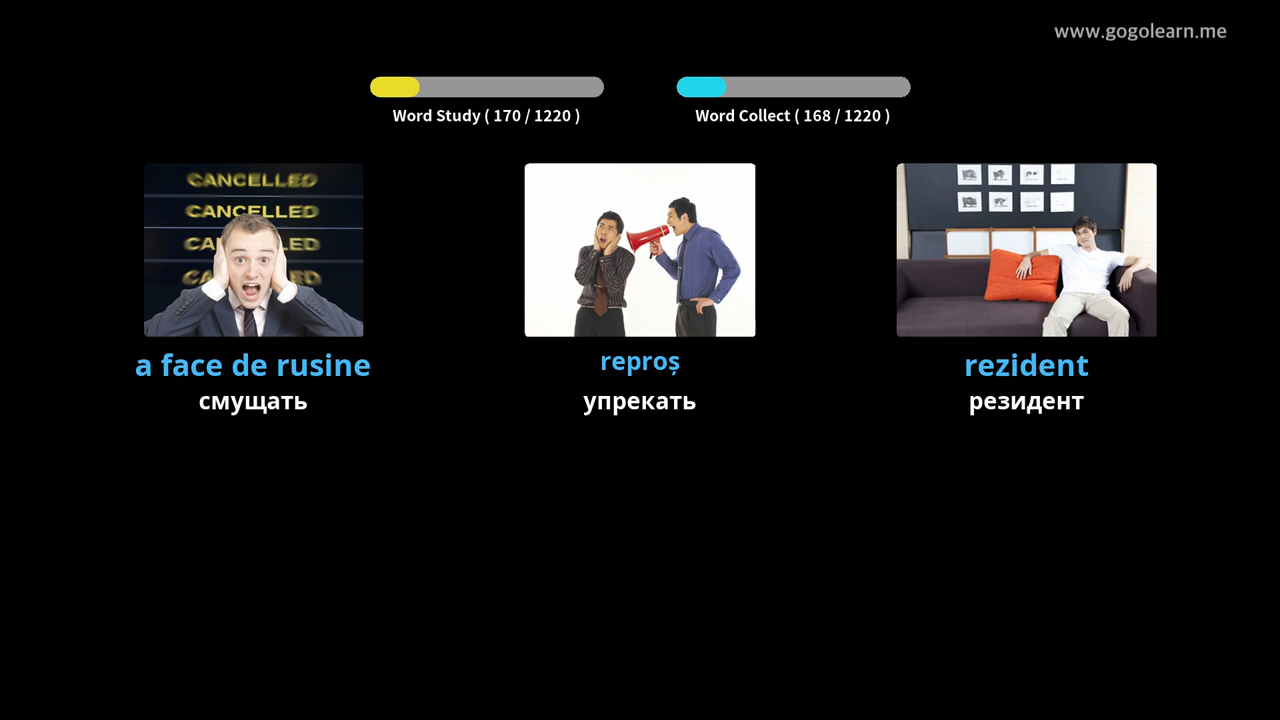 www.gogolearn.me
Word Study ( 170 / 1220 )
Word Collect ( 168 / 1220 )
CANCELLED
CANCELLED
a face de rusine
reproș
rezident
смущать
упрекать
резидент